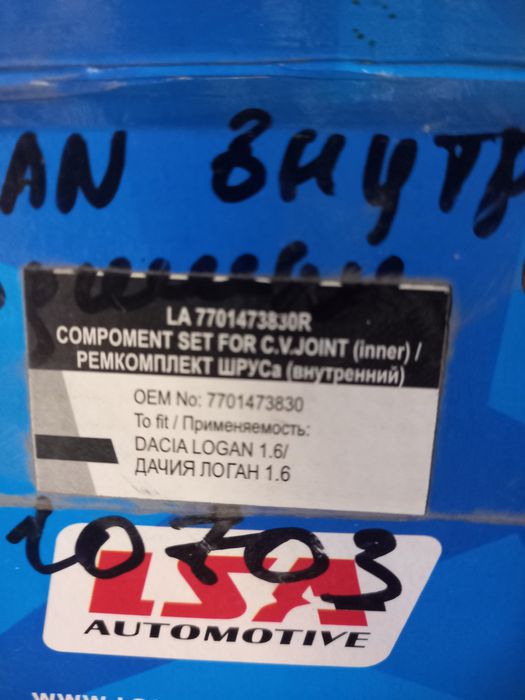 AN ВНУТР
LA 7701473830R
COMPOMENT SET FOR C.V.JOINT (inner) /
РЕМКОМПЛЕКТ ШРУСа (внутренний)
OEM No: 7701473830
To fit / Применяемость:
DACIA LOGAN 1.6/
ДАЧИЯ ЛОГАН 1.6
20703
LSA
AUTOMOTIVE